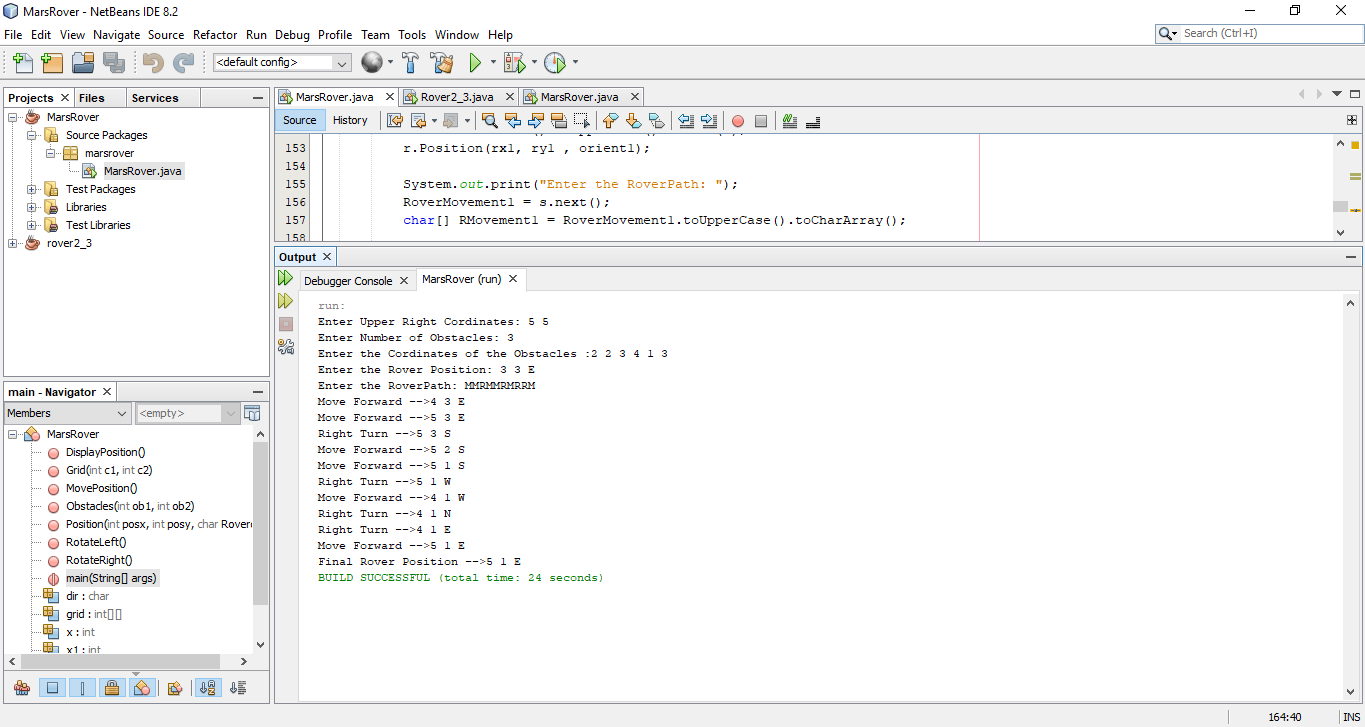 MarsRover - NetBeans IDE 8.2
File Edit View Navigate Source Refactor Run Debug Profile Team Tools Window Help
Search (Ctrl+I)
<default config>
Projects Files Services
MarsRover
Source Packages
marsrover
MarsRover.java
Test Packages
Libraries
Test Libraries
rover2_3
main - Navigator
Members <empty>
MarsRover
DisplayPosition()
Grid(int c1, int c2)
MovePosition()
Obstacles(int ob1, int ob2)
Position(int posx, int posy, char Rover
RotateLeft()
RotateRight()
main(String[] args)
dir : char
grid : int[][]
x : int
x1 : int
MarsRover.java Rover2_3.java MarsRover.java
Source History
153 r.Position(rx1, ry1 , orient1);
154
155 System.out.print("Enter the RoverPath: ");
156 RoverMovement1 = s.next();
157 char[] RMovement1 = RoverMovement1.toUpperCase().toCharArray();
158
Output
Debugger Console MarsRover (run)
run:
Enter Upper Right Cordinates: 5 5
Enter Number of Obstacles: 3
Enter the Cordinates of the Obstacles :2 2 3 4 1 3
Enter the Rover Position: 3 3 E
Enter the RoverPath: MMRMMRMRRM
Move Forward -->4 3 E
Move Forward -->5 3 E
Right Turn -->5 3 S
Move Forward -->5 2 S
Move Forward -->5 1 S
Right Turn -->5 1 W
Move Forward -->4 1 W
Right Turn -->4 1 N
Right Turn -->4 1 E
Move Forward -->5 1 E
Final Rover Position -->5 1 E
BUILD SUCCESSFUL (total time: 24 seconds)
164:40 INS